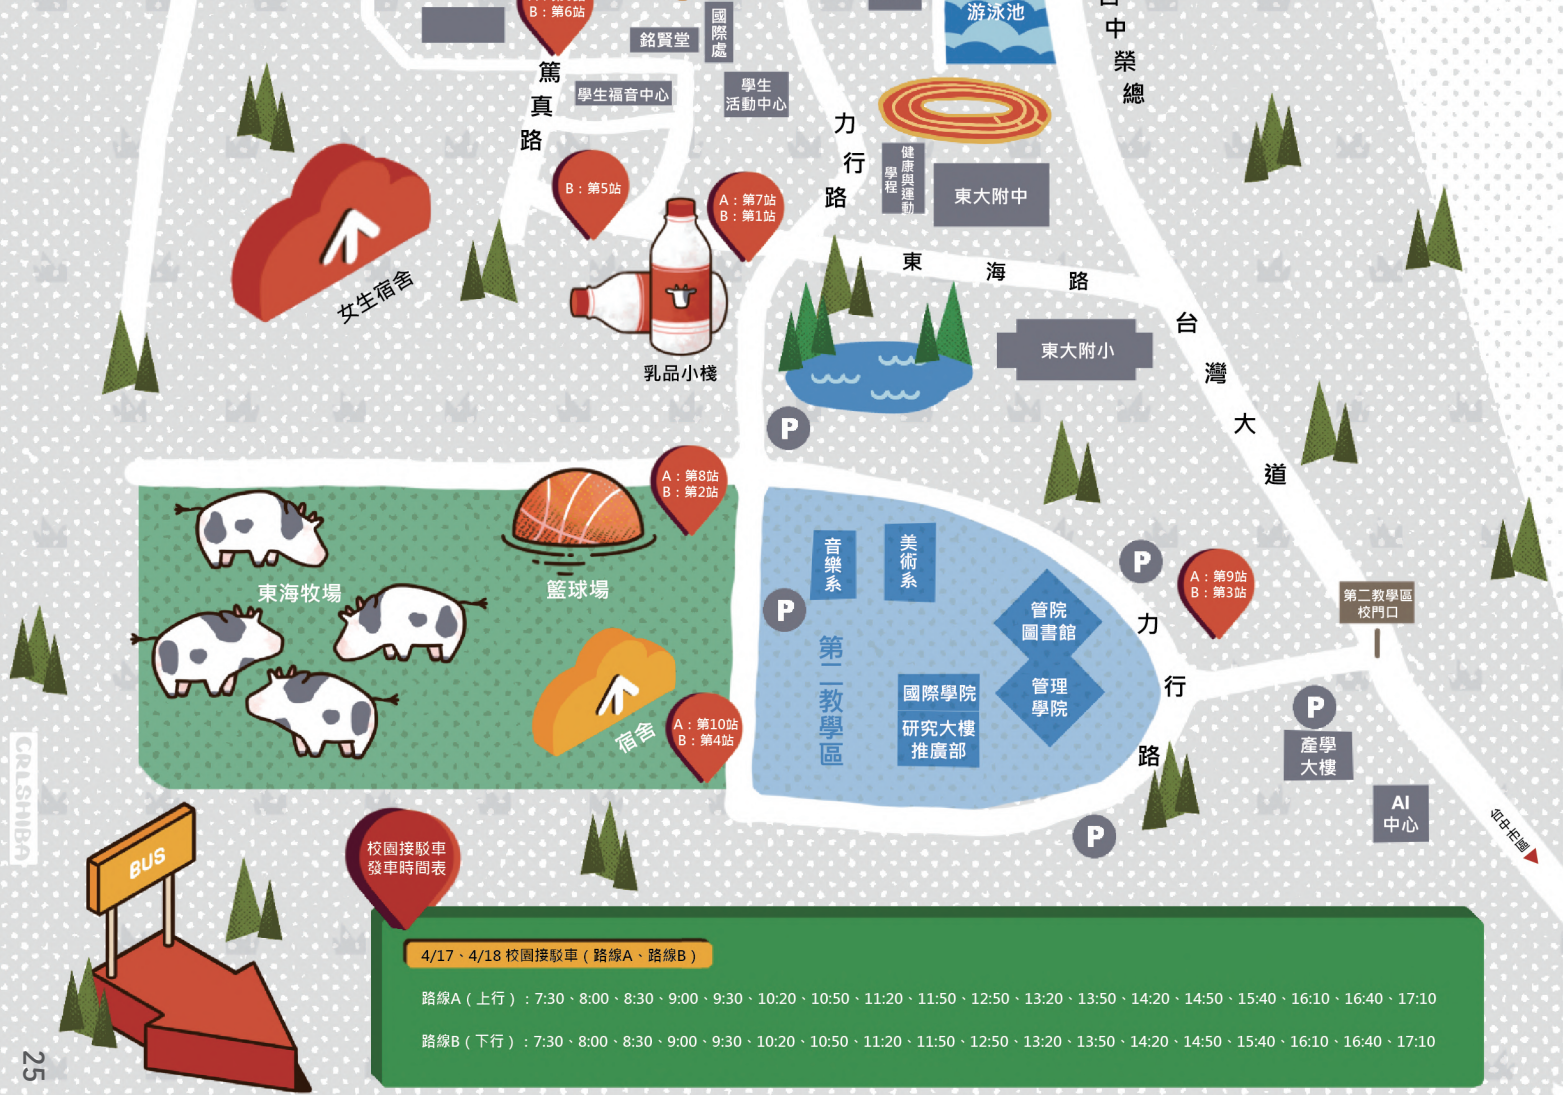 B：第6站
銘賢堂
國際處
游泳池
中榮總
篤真路
學生福音中心
學生
活動中心
力行路
健康與運動
學程
東大附中
B：第5站
A：第7站
B：第1站
女生宿舍
乳品小棧
東海路
東大附小
台灣大道
P
A：第8站
B：第2站
東海牧場
籃球場
宿舍
A：第10站
B：第4站
P
音樂系
美術系
管院
圖書館
管理
學院
國際學院
研究大樓
推廣部
第二教學區
P
A：第9站
B：第3站
力行路
第二教學區
校門口
P
產學
大樓
AI
中心
P
台中市區
GRLSHIBA
BUS
校園接駁車
發車時間表
4/17、4/18 校園接駁車（路線A、路線B）
路線A（上行）：7:30、8:00、8:30、9:00、9:30、10:20、10:50、11:20、11:50、12:50、13:20、13:50、14:20、14:50、15:40、16:10、16:40、17:10
路線B（下行）：7:30、8:00、8:30、9:00、9:30、10:20、10:50、11:20、11:50、12:50、13:20、13:50、14:20、14:50、15:40、16:10、16:40、17:10
25